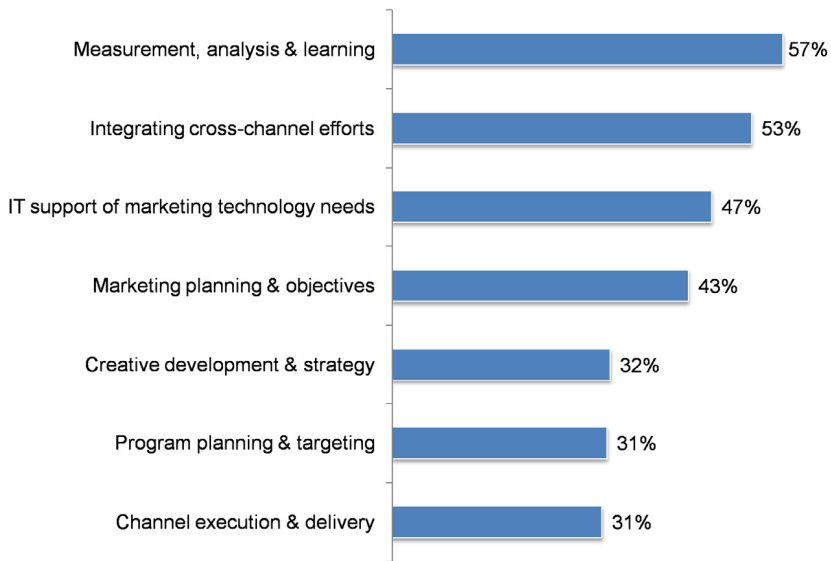 Measurement, analysis & learning 57%
Integrating cross-channel efforts 53%
IT support of marketing technology needs 47%
Marketing planning & objectives 43%
Creative development & strategy 32%
Program planning & targeting 31%
Channel execution & delivery 31%